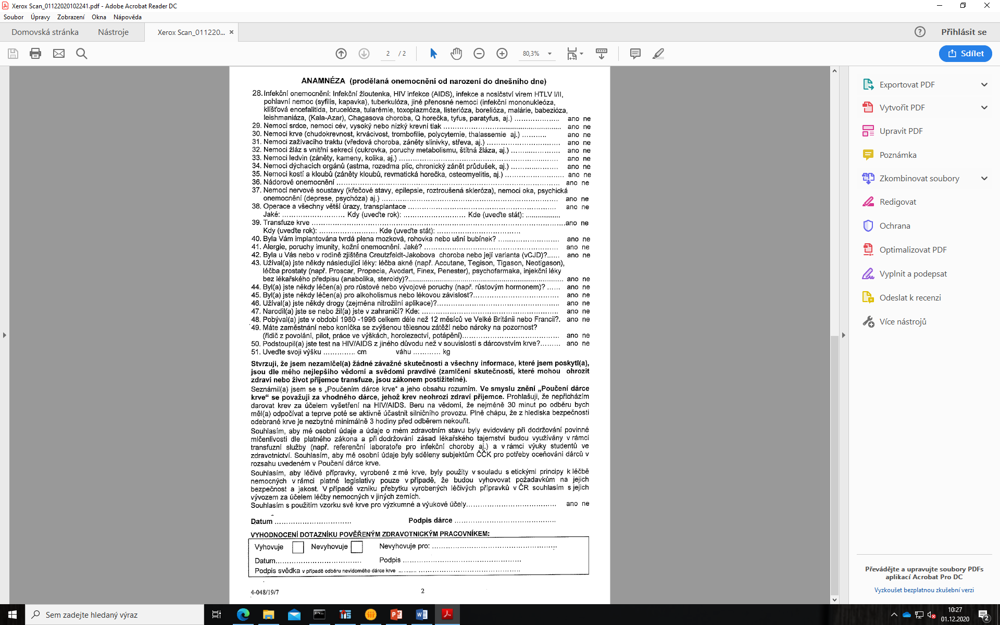 Xerox Scan_01122020102241.pdf - Adobe Acrobat Reader DC
Soubor Úpravy Zobrazení Okna Nápověda
Domovská stránka Nástroje Xerox Scan_011220... × Přihlásit se
2 / 2 80,3% Sdílet
ANAMNÉZA (prodělaná onemocnění od narození do dnešního dne)
28. Infekční onemocnění: Infekční žloutenka, HIV infekce (AIDS), infekce a nosičství virem HTLV I/II,
pohlavní nemoc (syfilis, kapavka), tuberkulóza, jiné přenosné nemoci (infekční mononukleóza,
klíšťová encefalitida, brucelóza, tularémie, toxoplazmóza, listerióza, borelióza, malárie, babezióza,
leishmaniáza, (Kala-Azar), Chagasova choroba, Q horečka, tyfus, paratyfus, aj.) .................... ano ne
29. Nemoci srdce, nemoci cév, vysoký nebo nízký krevní tlak .................... ano ne
30. Nemoci krve (chudokrevnost, krvácivost, trombofilie, polycytemie, thalassemie aj.) ........... ano ne
31. Nemoci zažívacího traktu (vředová choroba, záněty slinivky, střeva, aj.) .................... ano ne
32. Nemoci žláz s vnitřní sekrecí (cukrovka, poruchy metabolismu, štítná žláza, aj.) .................... ano ne
33. Nemoci ledvin (záněty, kameny, kolika, aj.) .................... ano ne
34. Nemoci dýchacích orgánů (astma, rozedma plic, chronický zánět průdušek, aj.) .................... ano ne
35. Nemoci kostí a kloubů (záněty kloubů, revmatická horečka, osteomyelitis, aj.) .................... ano ne
36. Nádorové onemocnění .................... ano ne
37. Nemoci nervové soustavy (křečové stavy, epilepsie, roztroušená skleróza), nemoci oka, psychická
onemocnění (deprese, psychóza) aj.) .................... ano ne
38. Operace a všechny větší úrazy, transplantace .................... ano ne
Jaké: .................... Kdy (uveďte rok): .................... Kde (uveďte stát): .................
39. Transfuze krve ....................ano ne
Kdy (uveďte rok): .................... Kde (uveďte stát): ....................
40. Byla Vám implantována tvrdá plena mozková, rohovka nebo ušní bubínek? .................... ano ne
41. Alergie, poruchy imunity, kožní onemocnění. Jaké? .................... ano ne
42. Byla u Vás nebo v rodině zjištěna Creutzfeldt-Jakobova choroba nebo její varianta (vCJD)?...... ano ne
43. Užíval(a) jste někdy následující léky: léčba akné (např. Accutane, Tegison, Tigason, Neotigason),
léčba prostaty (např. Proscar, Propecia, Avodart, Finex, Penester), psychofarmaka, injekční léky
bez lékařského předpisu (anabolika, steroidy)?.................... ano ne
44. Byl(a) jste někdy léčen(a) pro růstové nebo vývojové poruchy (např. růstovým hormonem)? ...... ano ne
45. Byl(a) jste někdy léčen(a) pro alkoholismus nebo lékovou závislost?.................... ano ne
46. Užíval(a) jste někdy drogy (zejména nitrožilní aplikace)?.................... ano ne
47. Narodil(a) jste se nebo žil(a) jste v zahraničí? Kde: .................... ano ne
48. Pobýval(a) jste v období 1980 -1996 celkem déle než 12 měsíců ve Velké Británii nebo Francii?. ano ne
49. Máte zaměstnání nebo koníčka se zvýšenou tělesnou zátěží nebo nároky na pozornost?
(řidič z povolání, pilot, práce ve výškách, horolezectví, potápění).................... ano ne
50. Podstoupil(a) jste test na HIV/AIDS z jiného důvodu než v souvislosti s dárcovstvím krve?......... ano ne
51. Uveďte svoji výšku .............. cm váhu ............ kg
Stvrzuji, že jsem nezamlčel(a) žádné závažné skutečnosti a všechny informace, které jsem poskytl(a),
jsou dle mého nejlepšího vědomí a svědomí pravdivé (zamlčení skutečností, které mohou ohrozit
zdraví nebo život příjemce transfuze, jsou zákonem postižitelné).
Seznámil(a) jsem se s „Poučením dárce krve“ a jeho obsahu rozumím. Ve smyslu znění „Poučení dárce
krve“ se považuji za vhodného dárce, jehož krev neohrozí zdraví příjemce. Prohlašuji, že nepřicházím
darovat krev za účelem vyšetření na HIV/AIDS. Beru na vědomí, že nejméně 30 minut po odběru bych
měl(a) odpočívat a teprve poté se aktivně účastnit silničního provozu. Plně chápu, že z hlediska bezpečnosti
odebrané krve je nezbytné minimálně 3 hodiny před odběrem nekouřit.
Souhlasím, aby mé osobní údaje a údaje o mém zdravotním stavu byly evidovány při dodržování povinné
mlčenlivosti dle platného zákona a při dodržování zásad lékařského tajemství budou využívány v rámci
transfuzní služby (např. referenční laboratoře pro infekční choroby aj.) a v rámci výuky studentů ve
zdravotnictví. Souhlasím, aby mé osobní údaje byly sděleny subjektům ČČK pro potřeby oceňování dárců v
rozsahu uvedeném v Poučení dárce krve.
Souhlasím, aby léčivé přípravky, vyrobené z mé krve, byly použity v souladu s etickými principy k léčbě
nemocných v rámci platné legislativy pouze v případě, že budou vyhovovat požadavkům na jejich
bezpečnost a jakost. V případě vzniku přebytku vyrobených léčivých přípravků v ČR souhlasím s jejich
vývozem za účelem léčby nemocných v jiných zemích.
Souhlasím s použitím vzorku své krve pro výzkumné a výukové účely.................... ano ne
Datum .................... Podpis dárce ....................
VYHODNOCENÍ DOTAZNÍKU POVĚŘENÝM ZDRAVOTNICKÝM PRACOVNÍKEM:
Vyhovuje Nevyhovuje Nevyhovuje pro: ....................
Datum.................... Podpis ....................
Podpis svědka v případě odběru nevidomého dárce krve ....................
4-048/19/7 2
Exportovat PDF
Vytvořit PDF
Upravit PDF
Poznámka
Zkombinovat soubory
Redigovat
Ochrana
Optimalizovat PDF
Vyplnit a podepsat
Odeslat k recenzi
Více nástrojů
Převádějte a upravujte soubory PDFs
aplikací Acrobat Pro DC
Vyzkoušet bezplatnou zkušební verzi
Sem zadejte hledaný výraz
10:27
01.12.2020
2